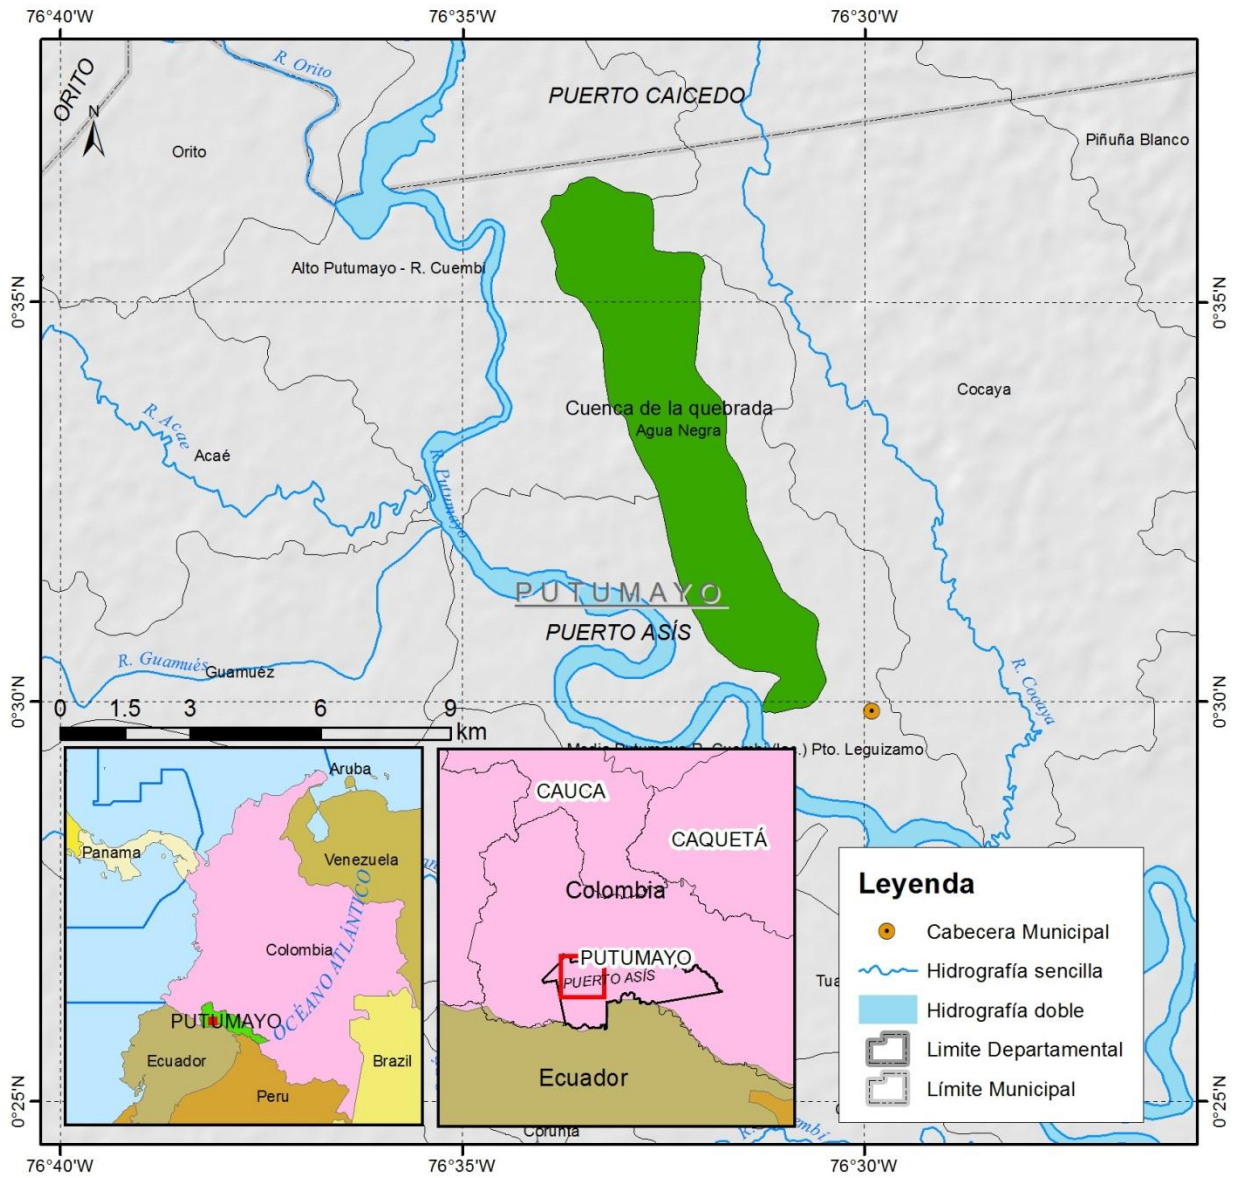 76°40'W 76°35'W 76°30'W
R. Orito
ORITO
N
PUERTO CAICEDO
Piñuña Blanco
Orito
Alto Putumayo - R. Cuembí
0°35'N
0°35'N
Cocaya
R. Acae
Cuenca de la quebrada
Agua Negra
Acaé
R. Putumayo
PUTUMAYO
PUERTO ASÍS
R. Guamués
Guamuéz
R. Cocaya
0°30'N
0°30'N
0 1.5 3 6 9
km
Pto. Leguizamo
Aruba
Panama
Venezuela
Colombia
OCÉANO ATLÁNTICO
PUTUMAYO
Ecuador
Brazil
Peru
CAUCA
CAQUETÁ
Colombia
PUTUMAYO
PUERTO ASÍS
Ecuador
Leyenda
Cabecera Municipal
Hidrografía sencilla
Hidrografía doble
Limite Departamental
Límite Municipal
Tua
0°25'N
0°25'N
76°40'W 76°35'W 76°30'W